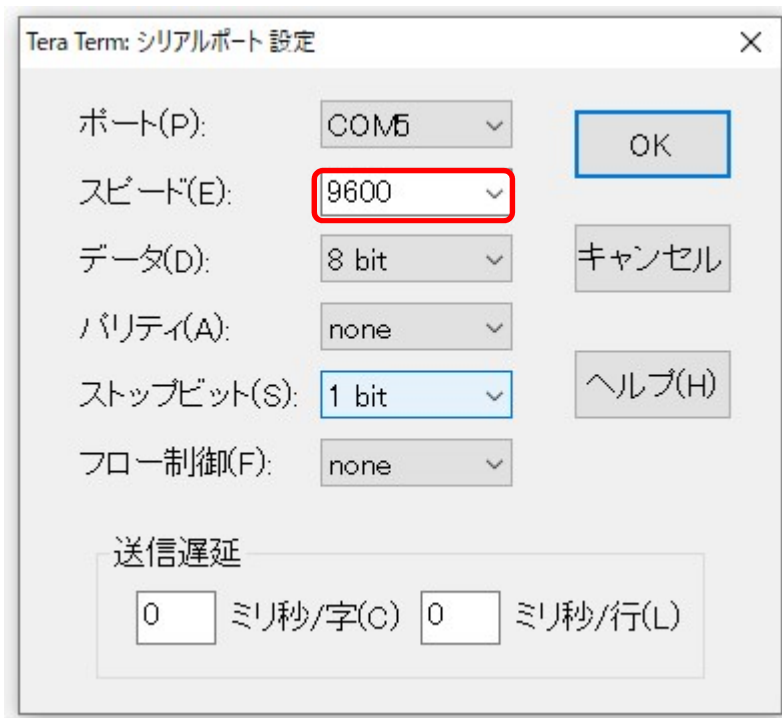 Tera Term: シリアルポート 設定
ポート(P): COM5
OK
スピード(E): 9600
データ(D): 8 bit
キャンセル
パリティ(A): none
ストップビット(S): 1 bit
ヘルプ(H)
フロー制御(F): none
送信遅延
0 ミリ秒/字(C) 0 ミリ秒/行(L)